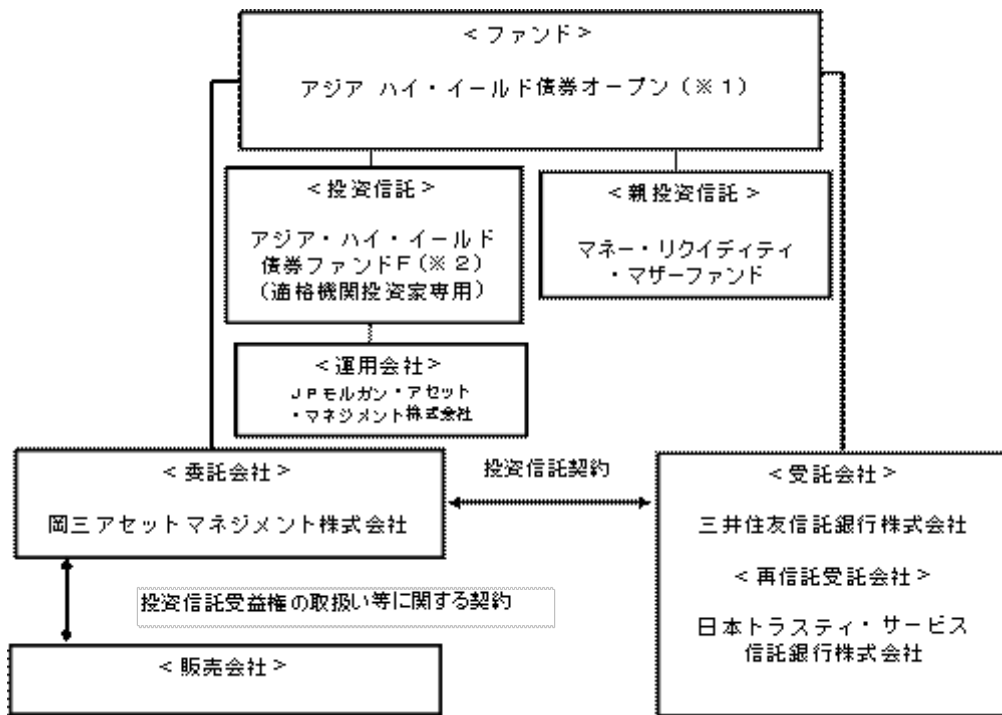 ＜ファンド＞
アジア ハイ・イールド債券オープン（※１）
＜投資信託＞
アジア・ハイ・イールド
債券ファンドＦ（※２）
（適格機関投資家専用）
＜親投資信託＞
マネー・リクイディティ
・マザーファンド
＜運用会社＞
ＪＰモルガン・アセット
・マネジメント株式会社
＜委託会社＞
岡三アセットマネジメント株式会社
投資信託契約
＜受託会社＞
三井住友信託銀行株式会社
＜再信託受託会社＞
日本トラスティ・サービス
信託銀行株式会社
投資信託受益権の取扱い等に関する契約
＜販売会社＞